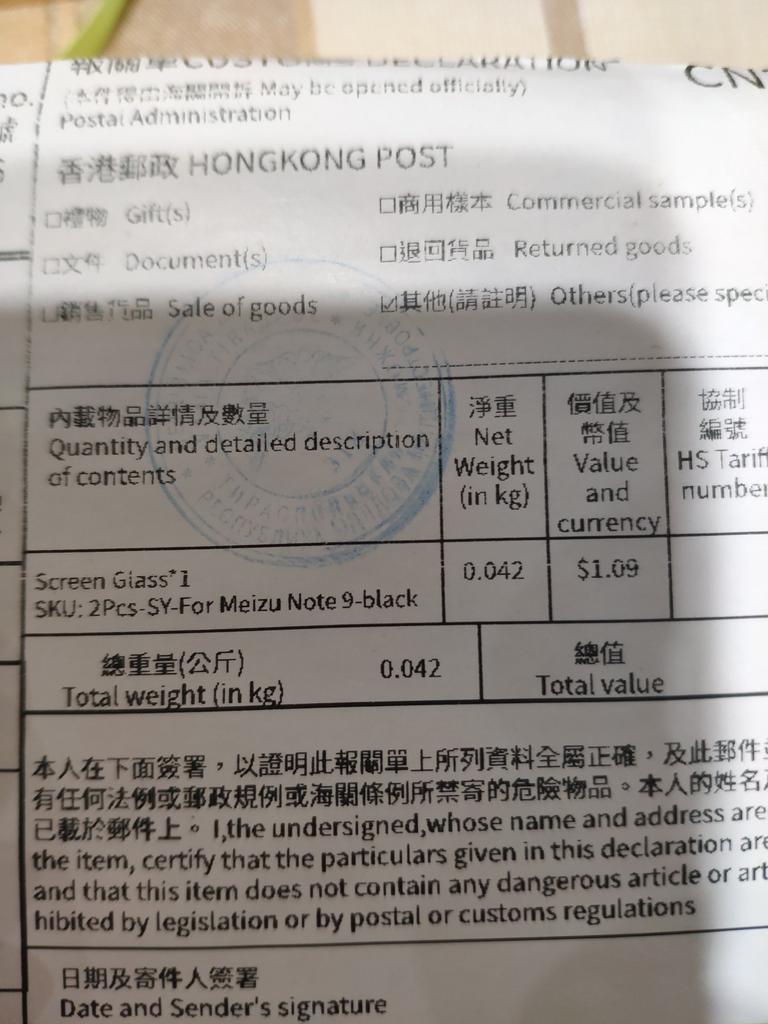 報關單CUSTOMS DECLARATION
CN
no.
號
S
(本件得由海關開拆 May be opened officially)
Postal Administration
香港郵政 HONGKONG POST
□禮物 Gift(s)
□商用樣本 Commercial sample(s)
□文件 Document(s)
□退回貨品 Returned goods
□銷售貨品 Sale of goods
☑其他(請註明) Others(please speci
內載物品詳情及數量
Quantity and detailed description
of contents
淨重
Net
Weight
(in kg)
價值及
幣值
Value
and
currency
協制
編號
HS Tariff
number
Screen Glass*1
SKU: 2Pcs-SY-For Meizu Note 9-black
0.042
$1.09
總重量(公斤)
Total weight (in kg)
0.042
總值
Total value
本人在下面簽署，以證明此報關單上所列資料全屬正確，及此郵件
有任何法例或郵政規例或海關條例所禁寄的危險物品。本人的姓名
已載於郵件上。 I,the undersigned,whose name and address are
the item, certify that the particulars given in this declaration are
and that this item does not contain any dangerous article or art
hibited by legislation or by postal or customs regulations
日期及寄件人簽署
Date and Sender's signature